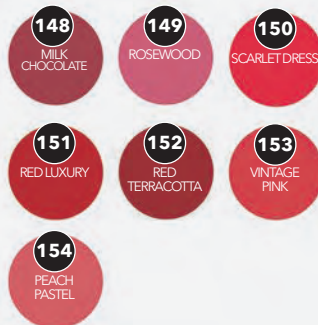 148
MILK
CHOCOLATE
149
ROSEWOOD
150
SCARLET DRESS
151
RED LUXURY
152
RED
TERRACOTTA
153
VINTAGE
PINK
154
PEACH
PASTEL